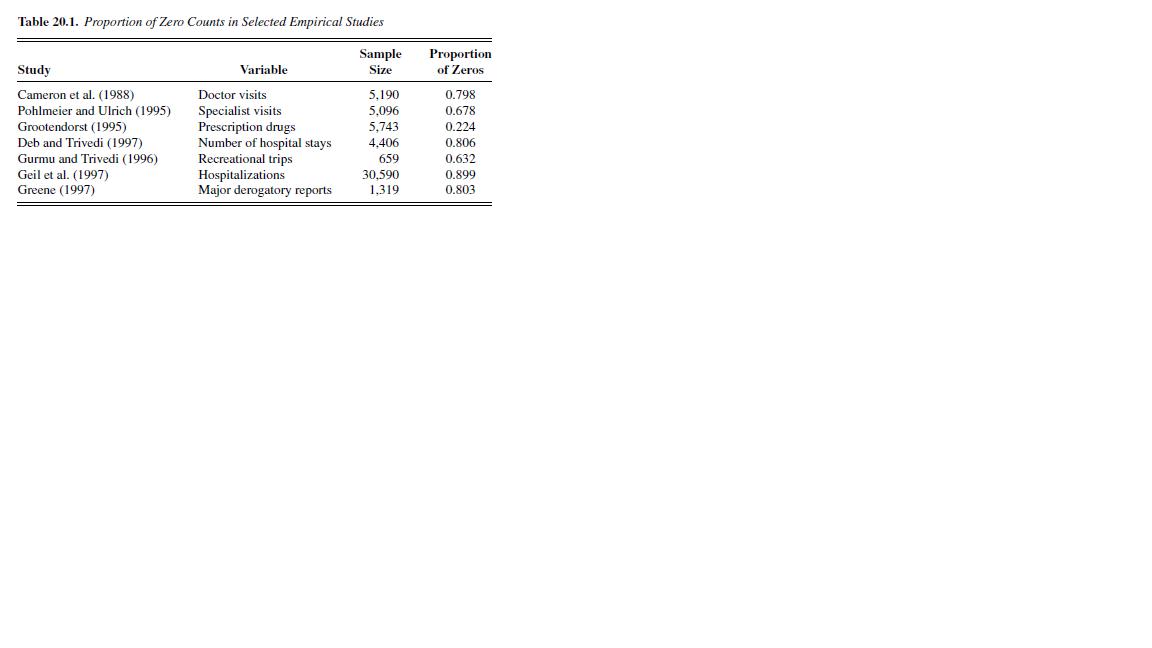 Table 20.1. Proportion of Zero Counts in Selected Empirical Studies
Sample Proportion
Study Variable Size of Zeros
Cameron et al. (1988) Doctor visits 5,190 0.798
Pohlmeier and Ulrich (1995) Specialist visits 5,096 0.678
Grootendorst (1995) Prescription drugs 5,743 0.224
Deb and Trivedi (1997) Number of hospital stays 4,406 0.806
Gurmu and Trivedi (1996) Recreational trips 659 0.632
Geil et al. (1997) Hospitalizations 30,590 0.899
Greene (1997) Major derogatory reports 1,319 0.803